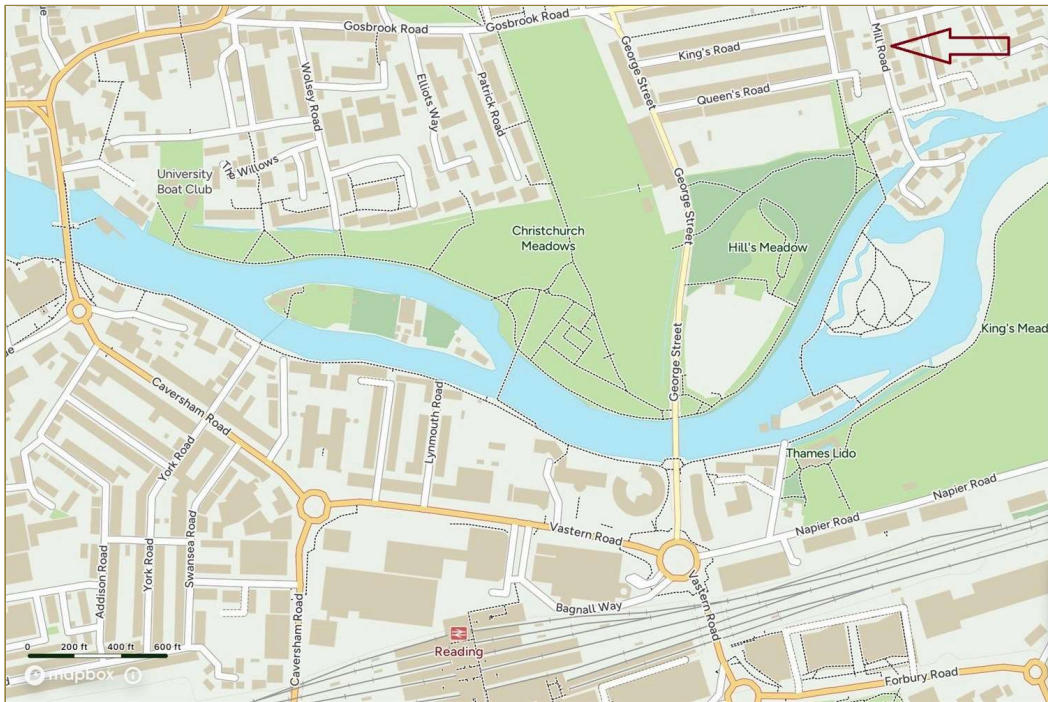 Gosbrook Road
Gosbrook Road
George Street
King's Road
Mill Road
Wolsey Road
Elliots Way
Patrick Road
Queen's Road
The Willows
University
Boat Club
George Street
Christchurch
Meadows
Hill's Meadow
King's Mead
George Street
Caversham Road
Lynmouth Road
York Road
Thames Lido
Napier Road
Napier Road
Swansea Road
Vastern Road
Addison Road
York Road
Vastern Road
Bagnall Way
Caversham Road
Reading
0 200 ft 400 ft 600 ft
mapbox
Forbury Road